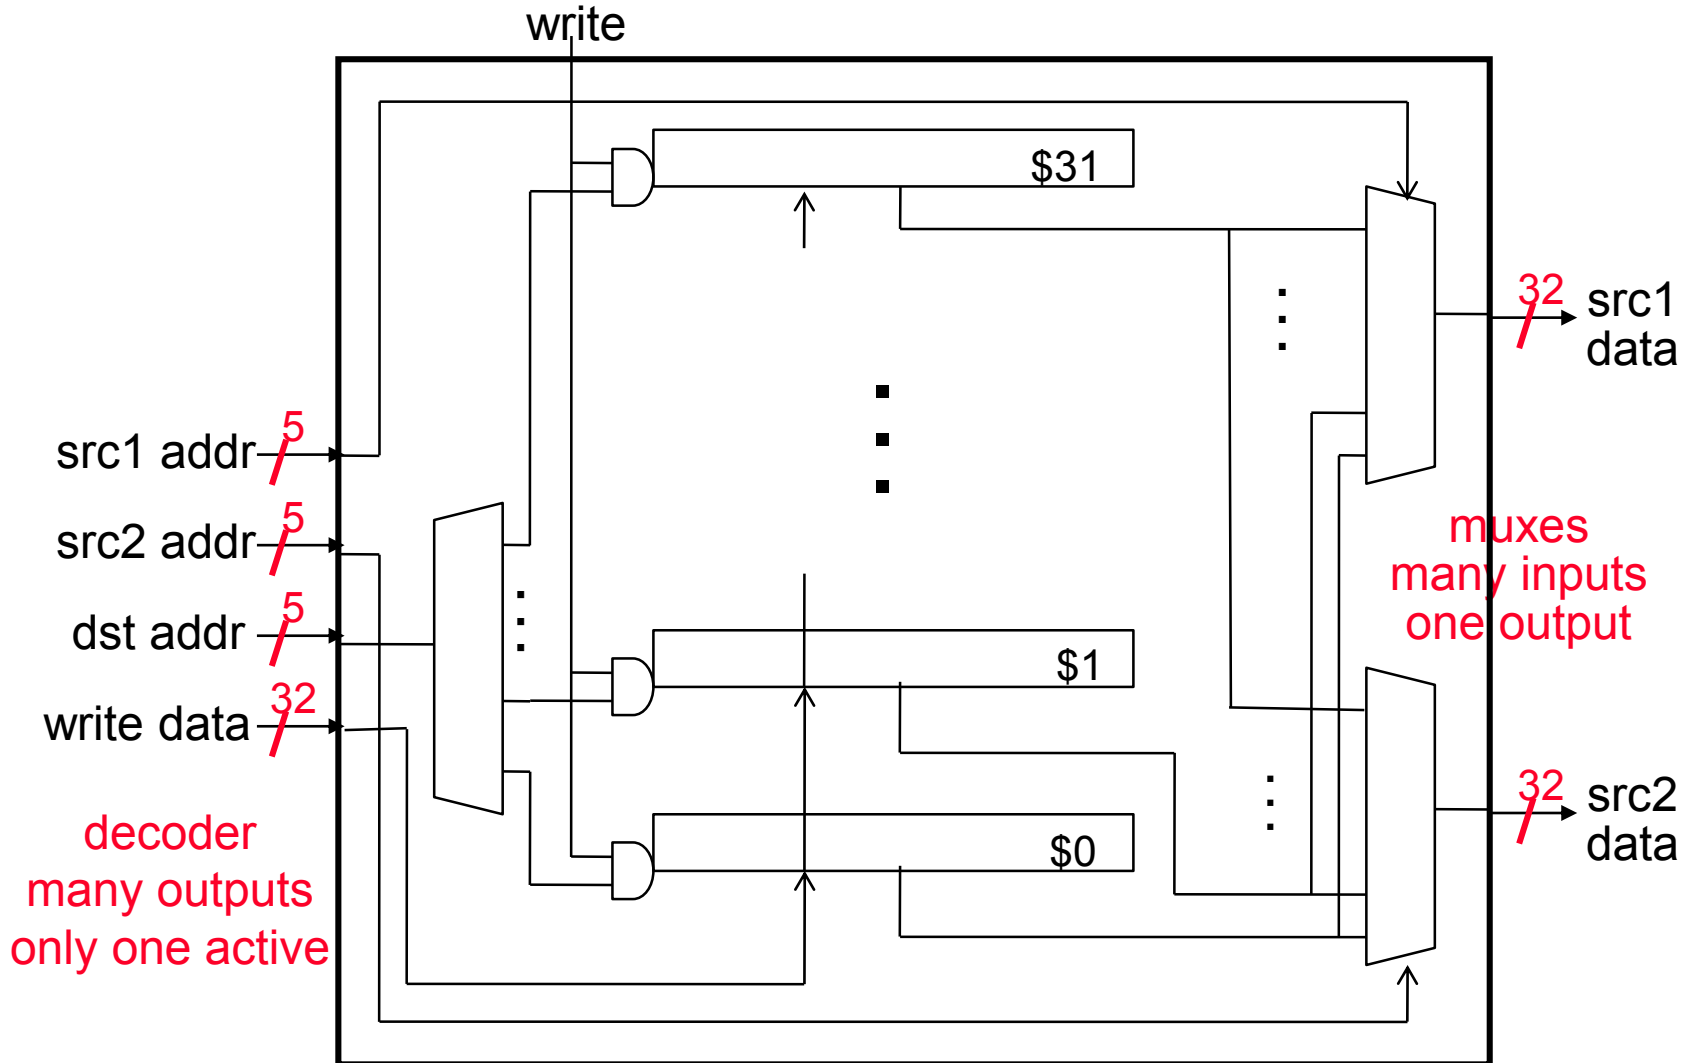 write
$31
32
src1
data
5
src1 addr
5
src2 addr
muxes
many inputs
one output
5
dst addr
$1
32
write data
32
src2
data
decoder
many outputs
only one active
$0